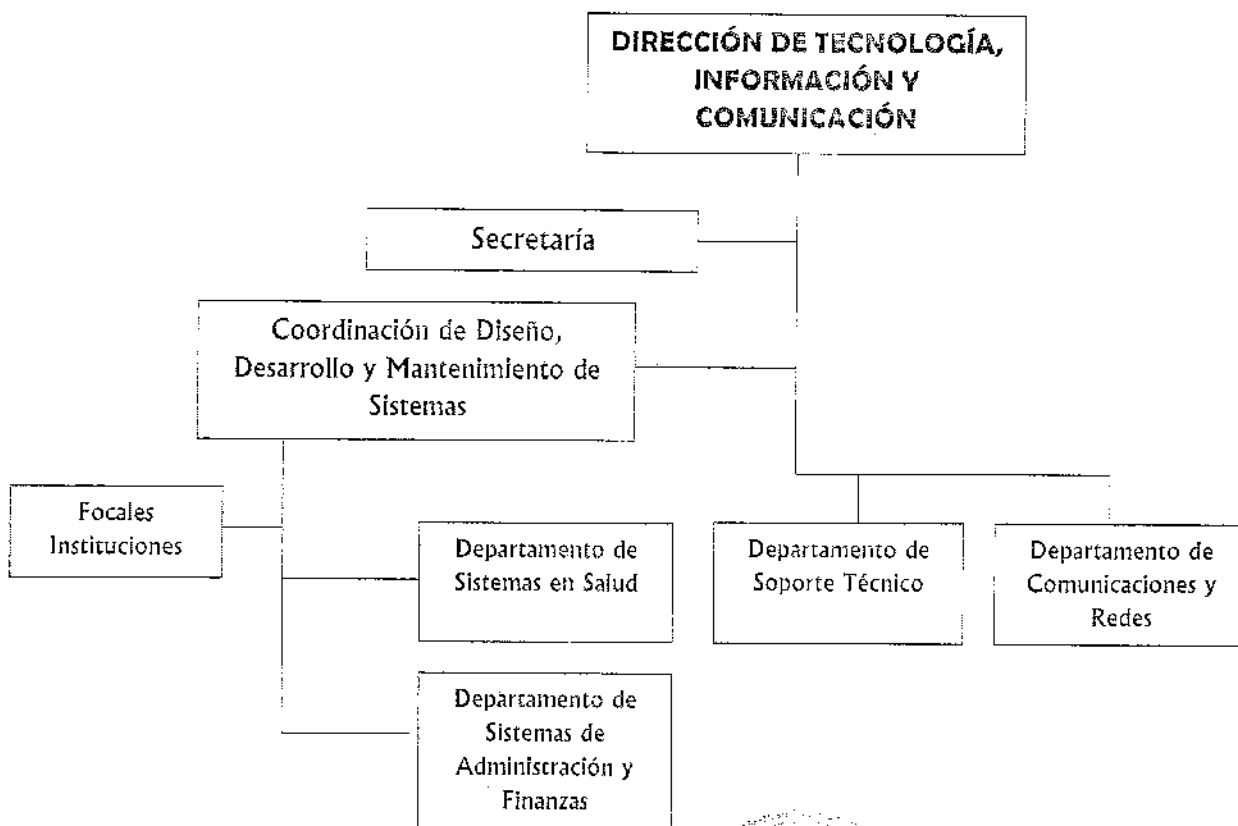 DIRECCIÓN DE TECNOLOGÍA,
INFORMACIÓN Y
COMUNICACIÓN
Secretaría
Coordinación de Diseño,
Desarrollo y Mantenimiento de
Sistemas
Focales
Instituciones
Departamento de
Sistemas en Salud
Departamento de
Soporte Técnico
Departamento de
Comunicaciones y
Redes
Departamento de
Sistemas de
Administración y
Finanzas